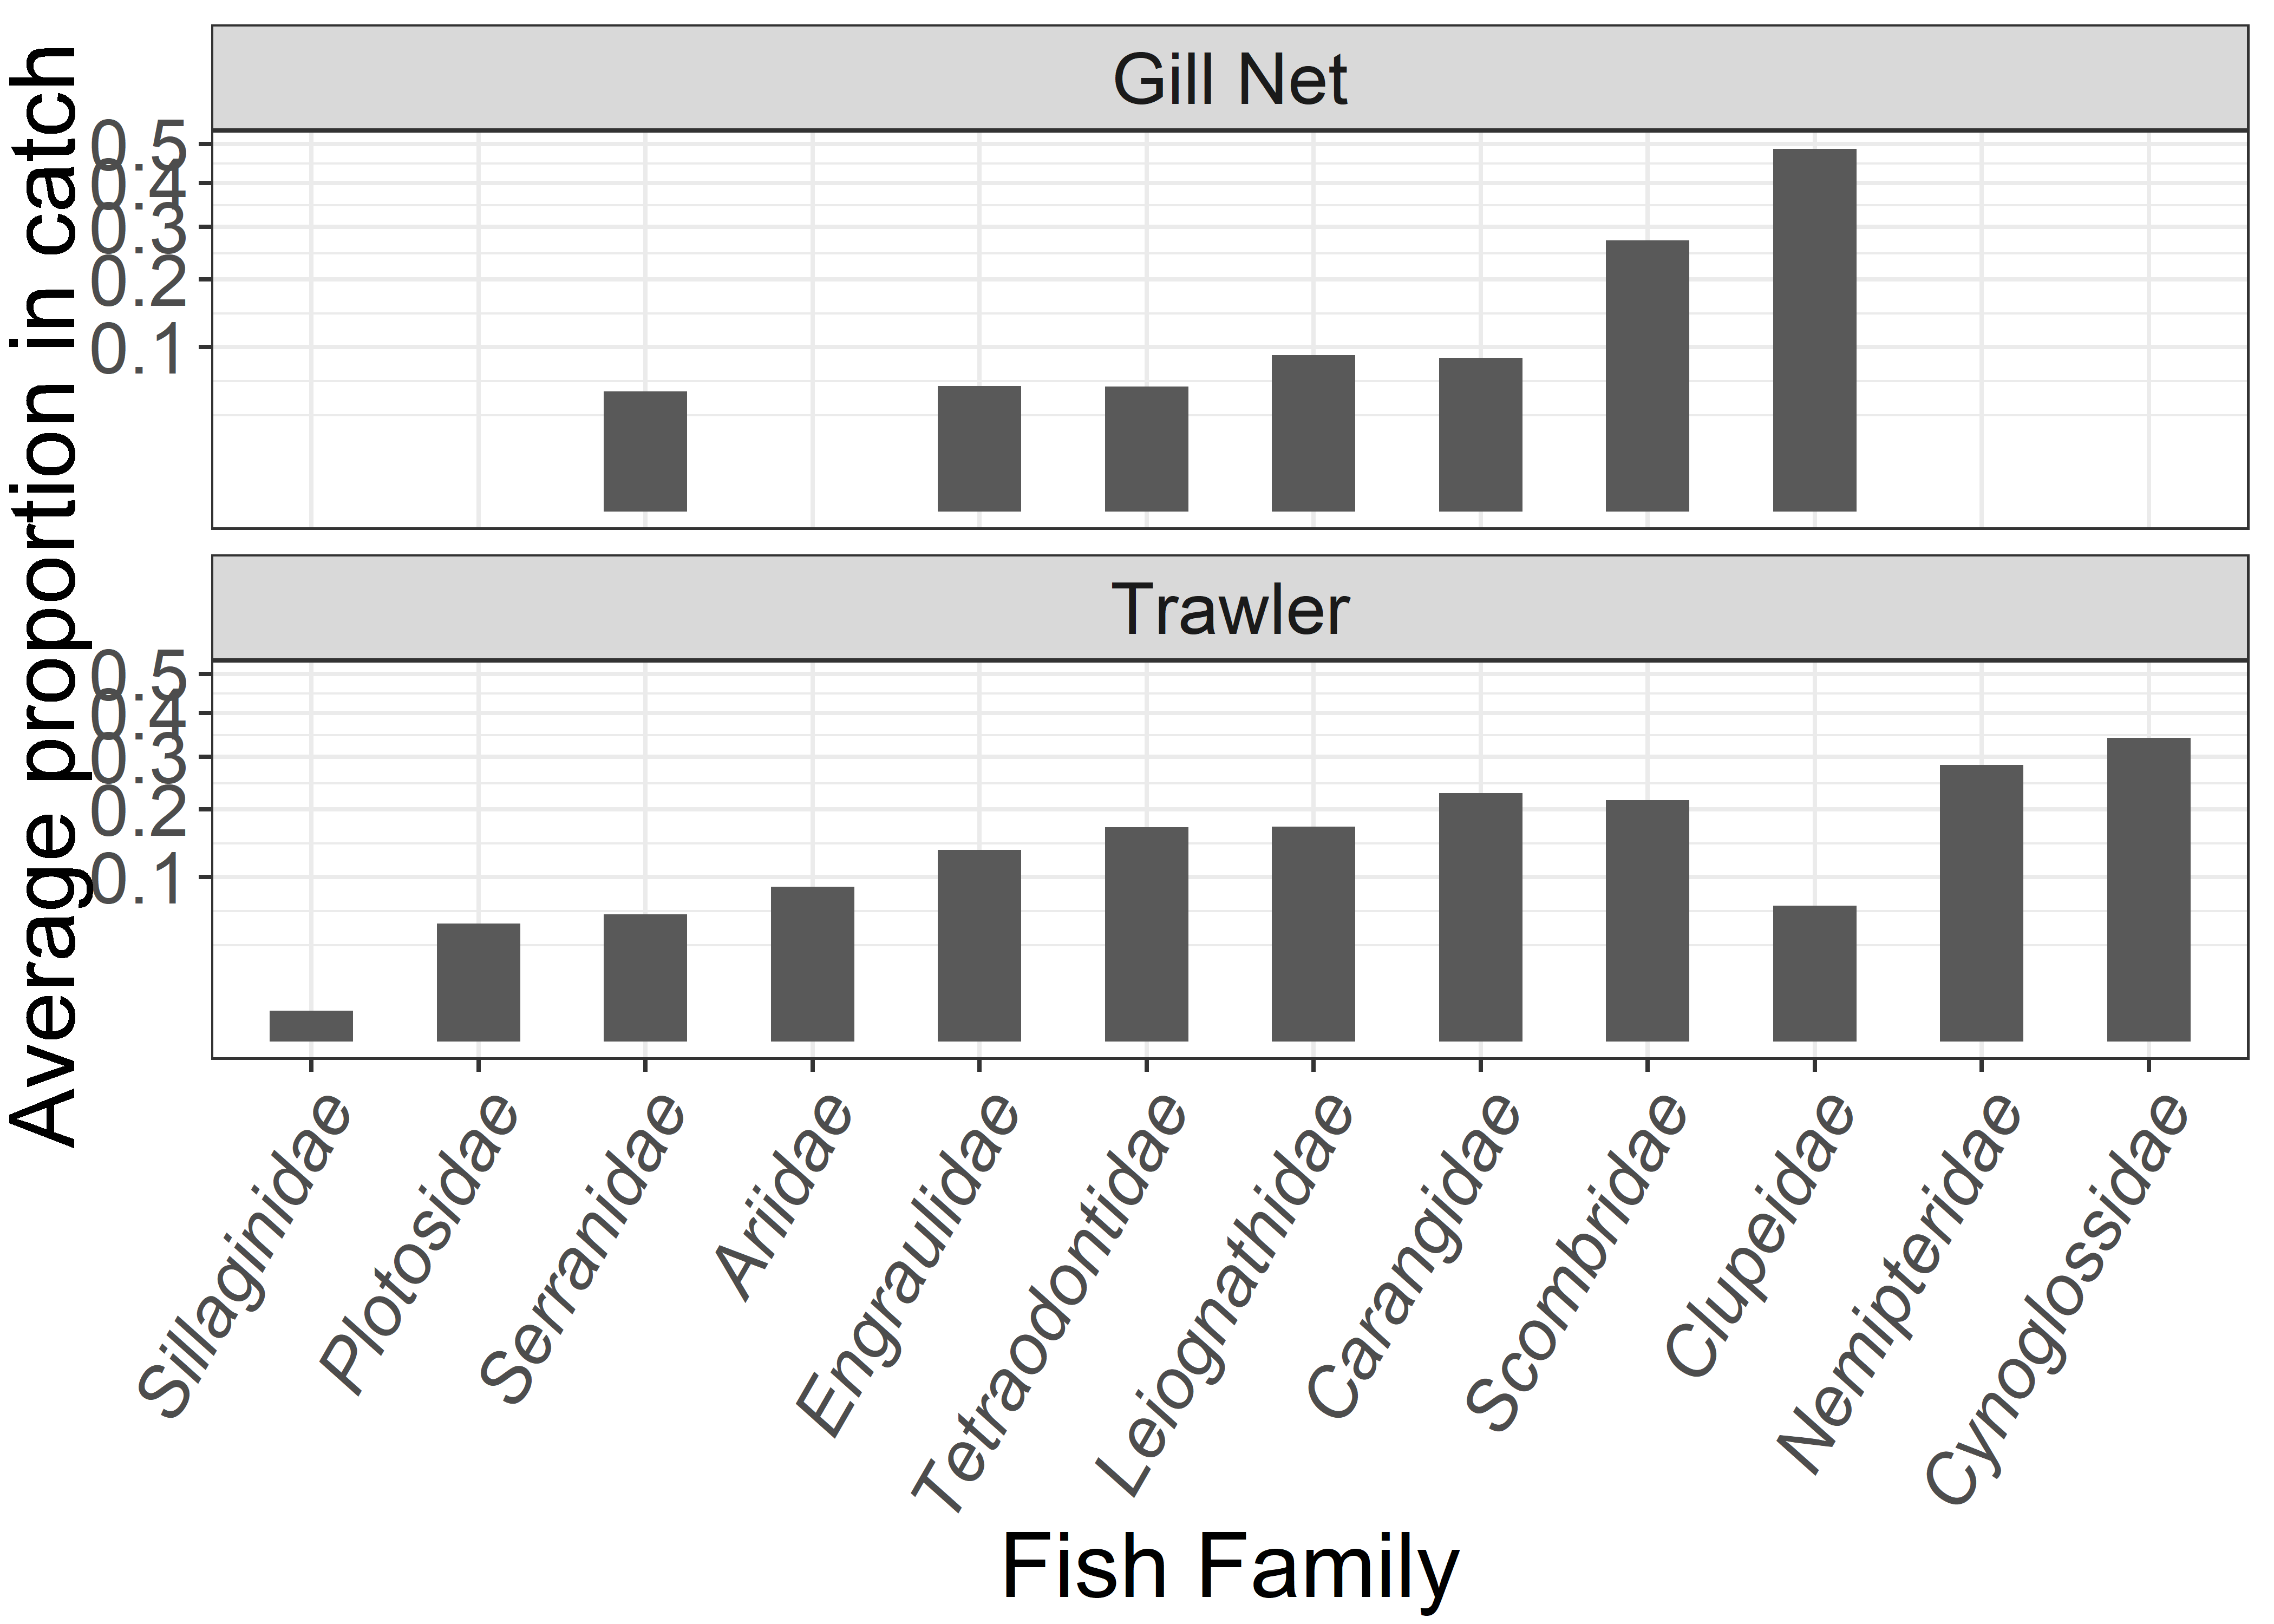 Average proportion in catch
Gill Net
0.5
0.4
0.3
0.2
0.1
Trawler
0.5
0.4
0.3
0.2
0.1
Sillaginidae
Plotosidae
Serranidae
Ariidae
Engraulidae
Tetraodontidae
Leiognathidae
Carangidae
Scombridae
Clupeidae
Nemipteridae
Cynoglossidae
Fish Family